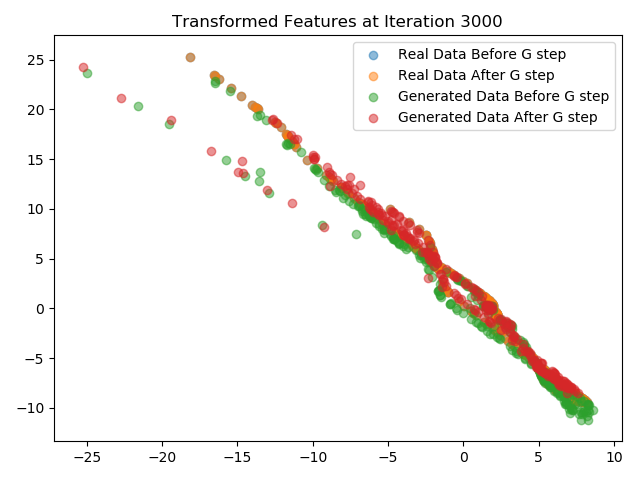 Transformed Features at Iteration 3000
Real Data Before G step
Real Data After G step
Generated Data Before G step
Generated Data After G step
25
20
15
10
5
0
−5
−10
−25 −20 −15 −10 −5 0 5 10